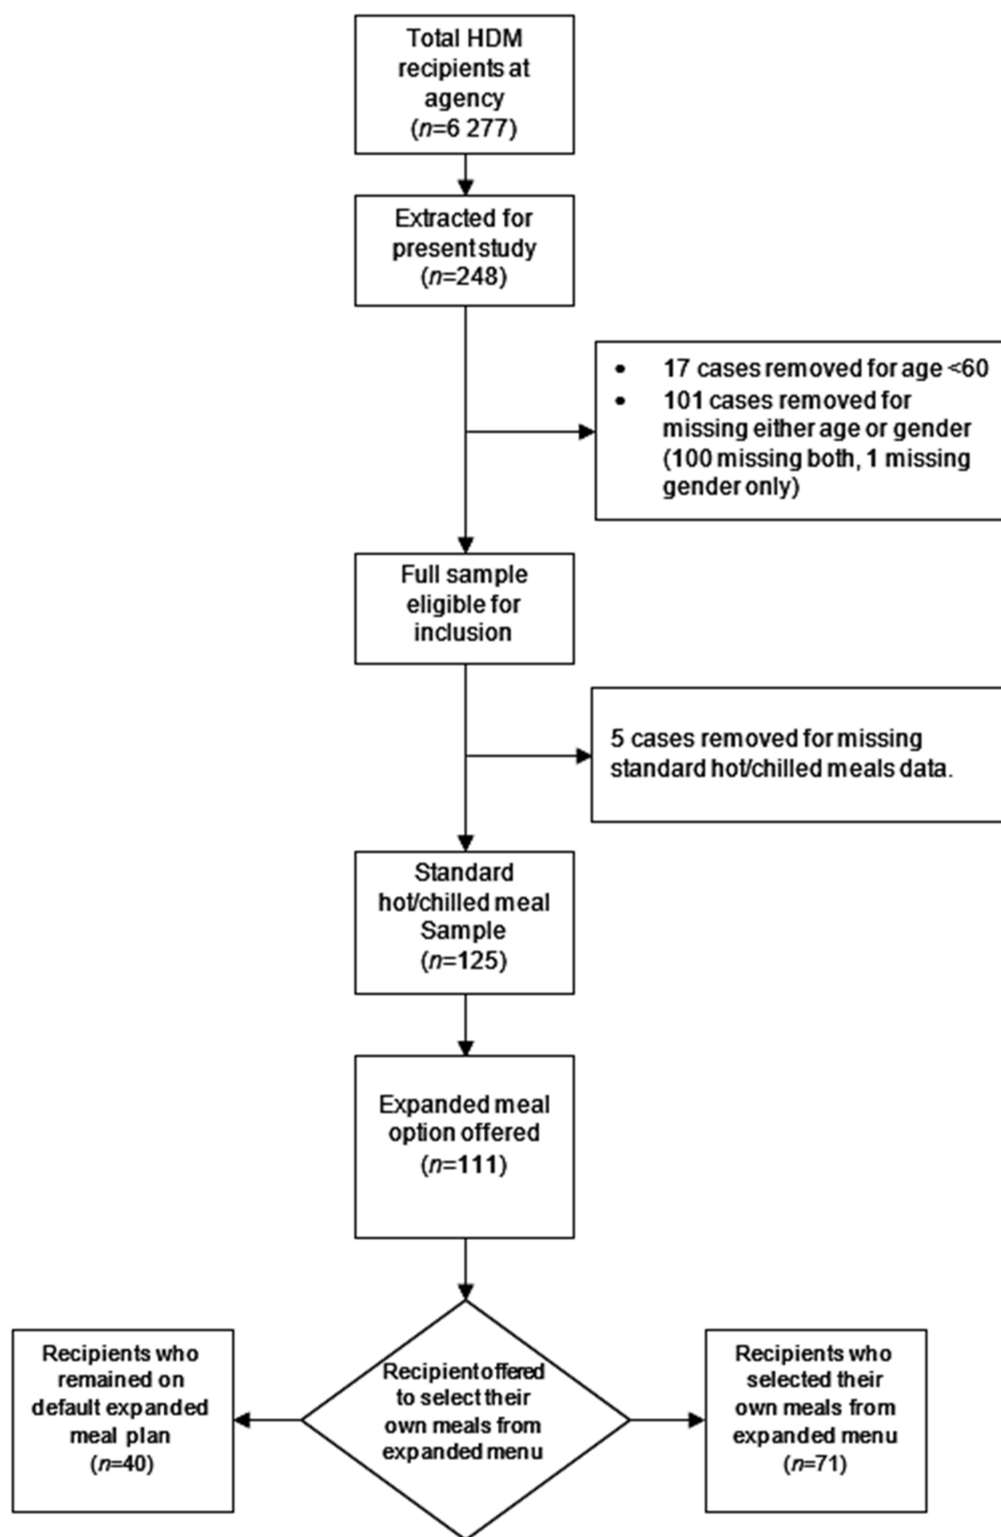 Total HDM
recipients at
agency
(n=6 277)
Extracted for
present study
(n=248)
• 17 cases removed for age <60
• 101 cases removed for
missing either age or gender
(100 missing both, 1 missing
gender only)
Full sample
eligible for
inclusion
5 cases removed for missing
standard hot/chilled meals data.
Standard
hot/chilled meal
Sample
(n=125)
Expanded meal
option offered
(n=111)
Recipients who
remained on
default expanded
meal plan
(n=40)
Recipient offered
to select their
own meals from
expanded menu
Recipients who
selected their
own meals from
expanded menu
(n=71)